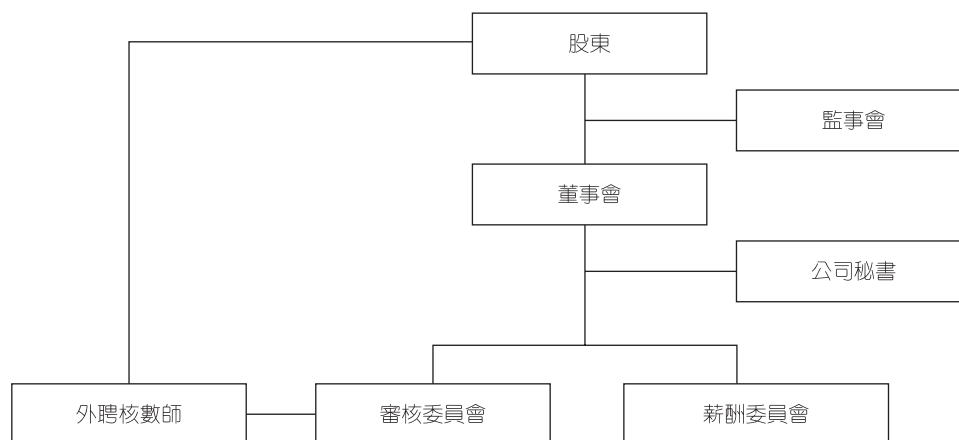 股東
監事會
董事會
公司秘書
外聘核數師
審核委員會
薪酬委員會